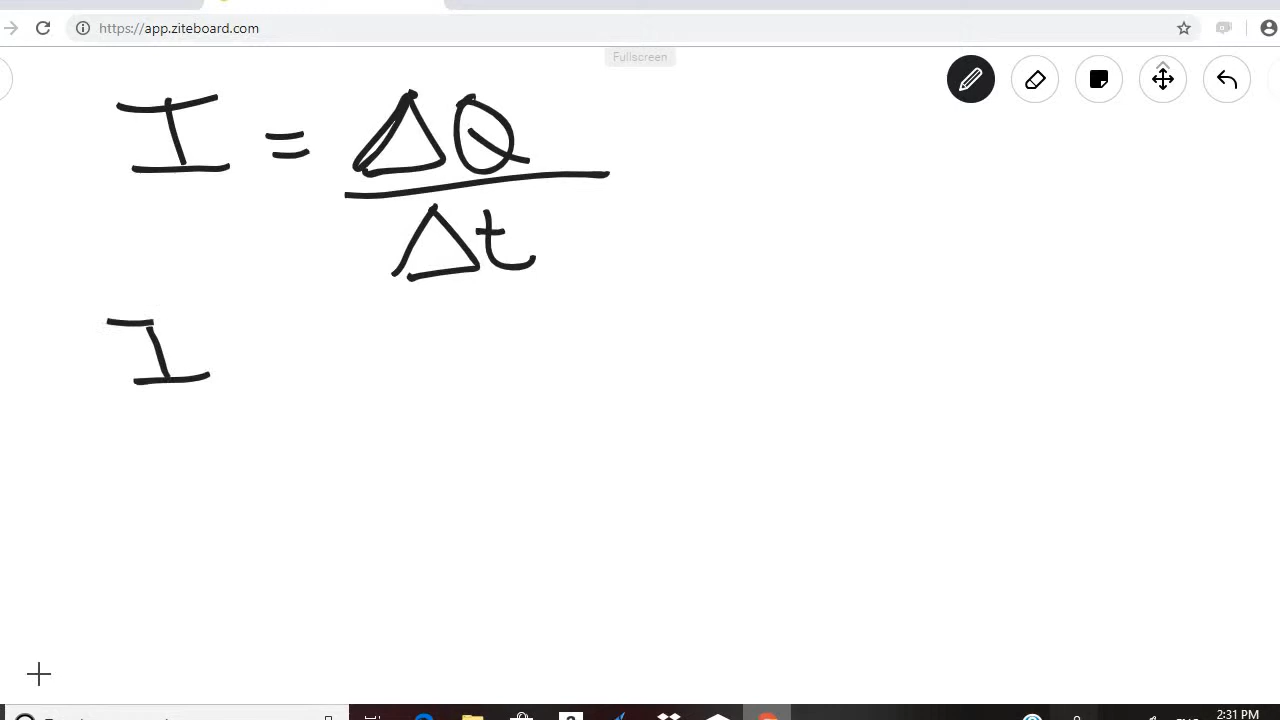 https://app.ziteboard.com
Fullscreen
I = ΔQ
Δt
I
2:31 PM